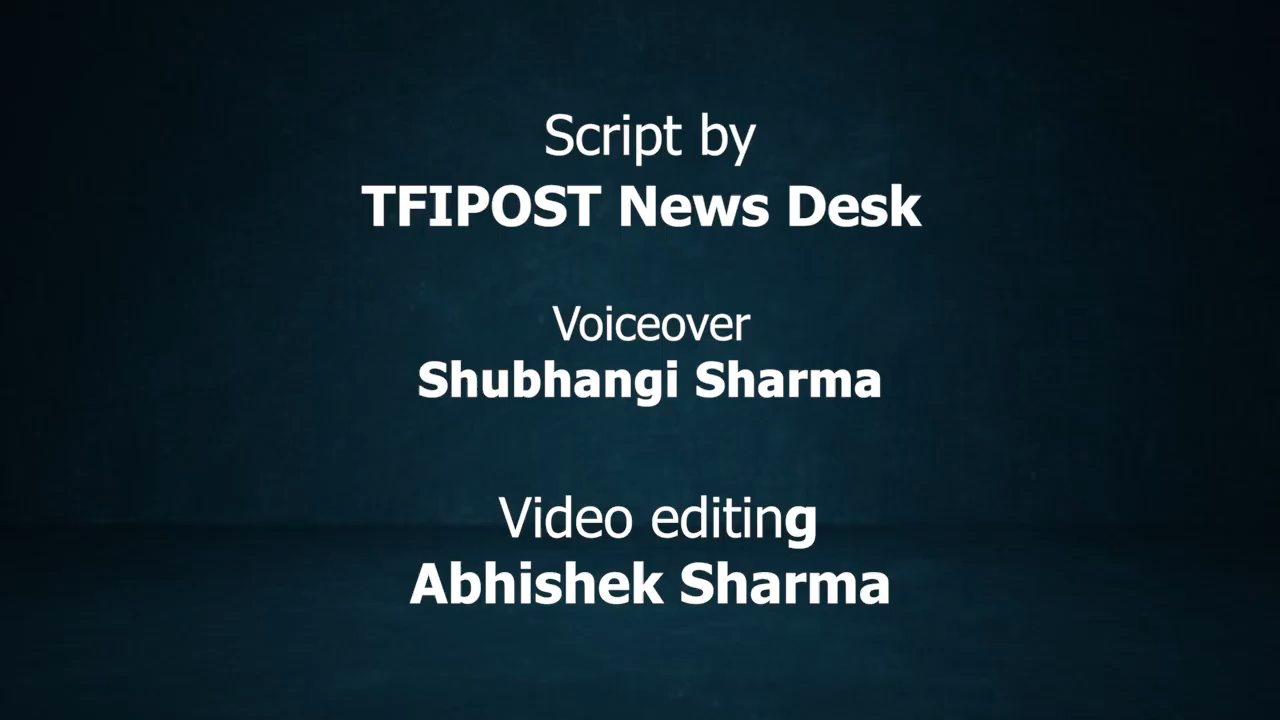 Script by
TFIPOST News Desk
Voiceover
Shubhangi Sharma
Video editing
Abhishek Sharma